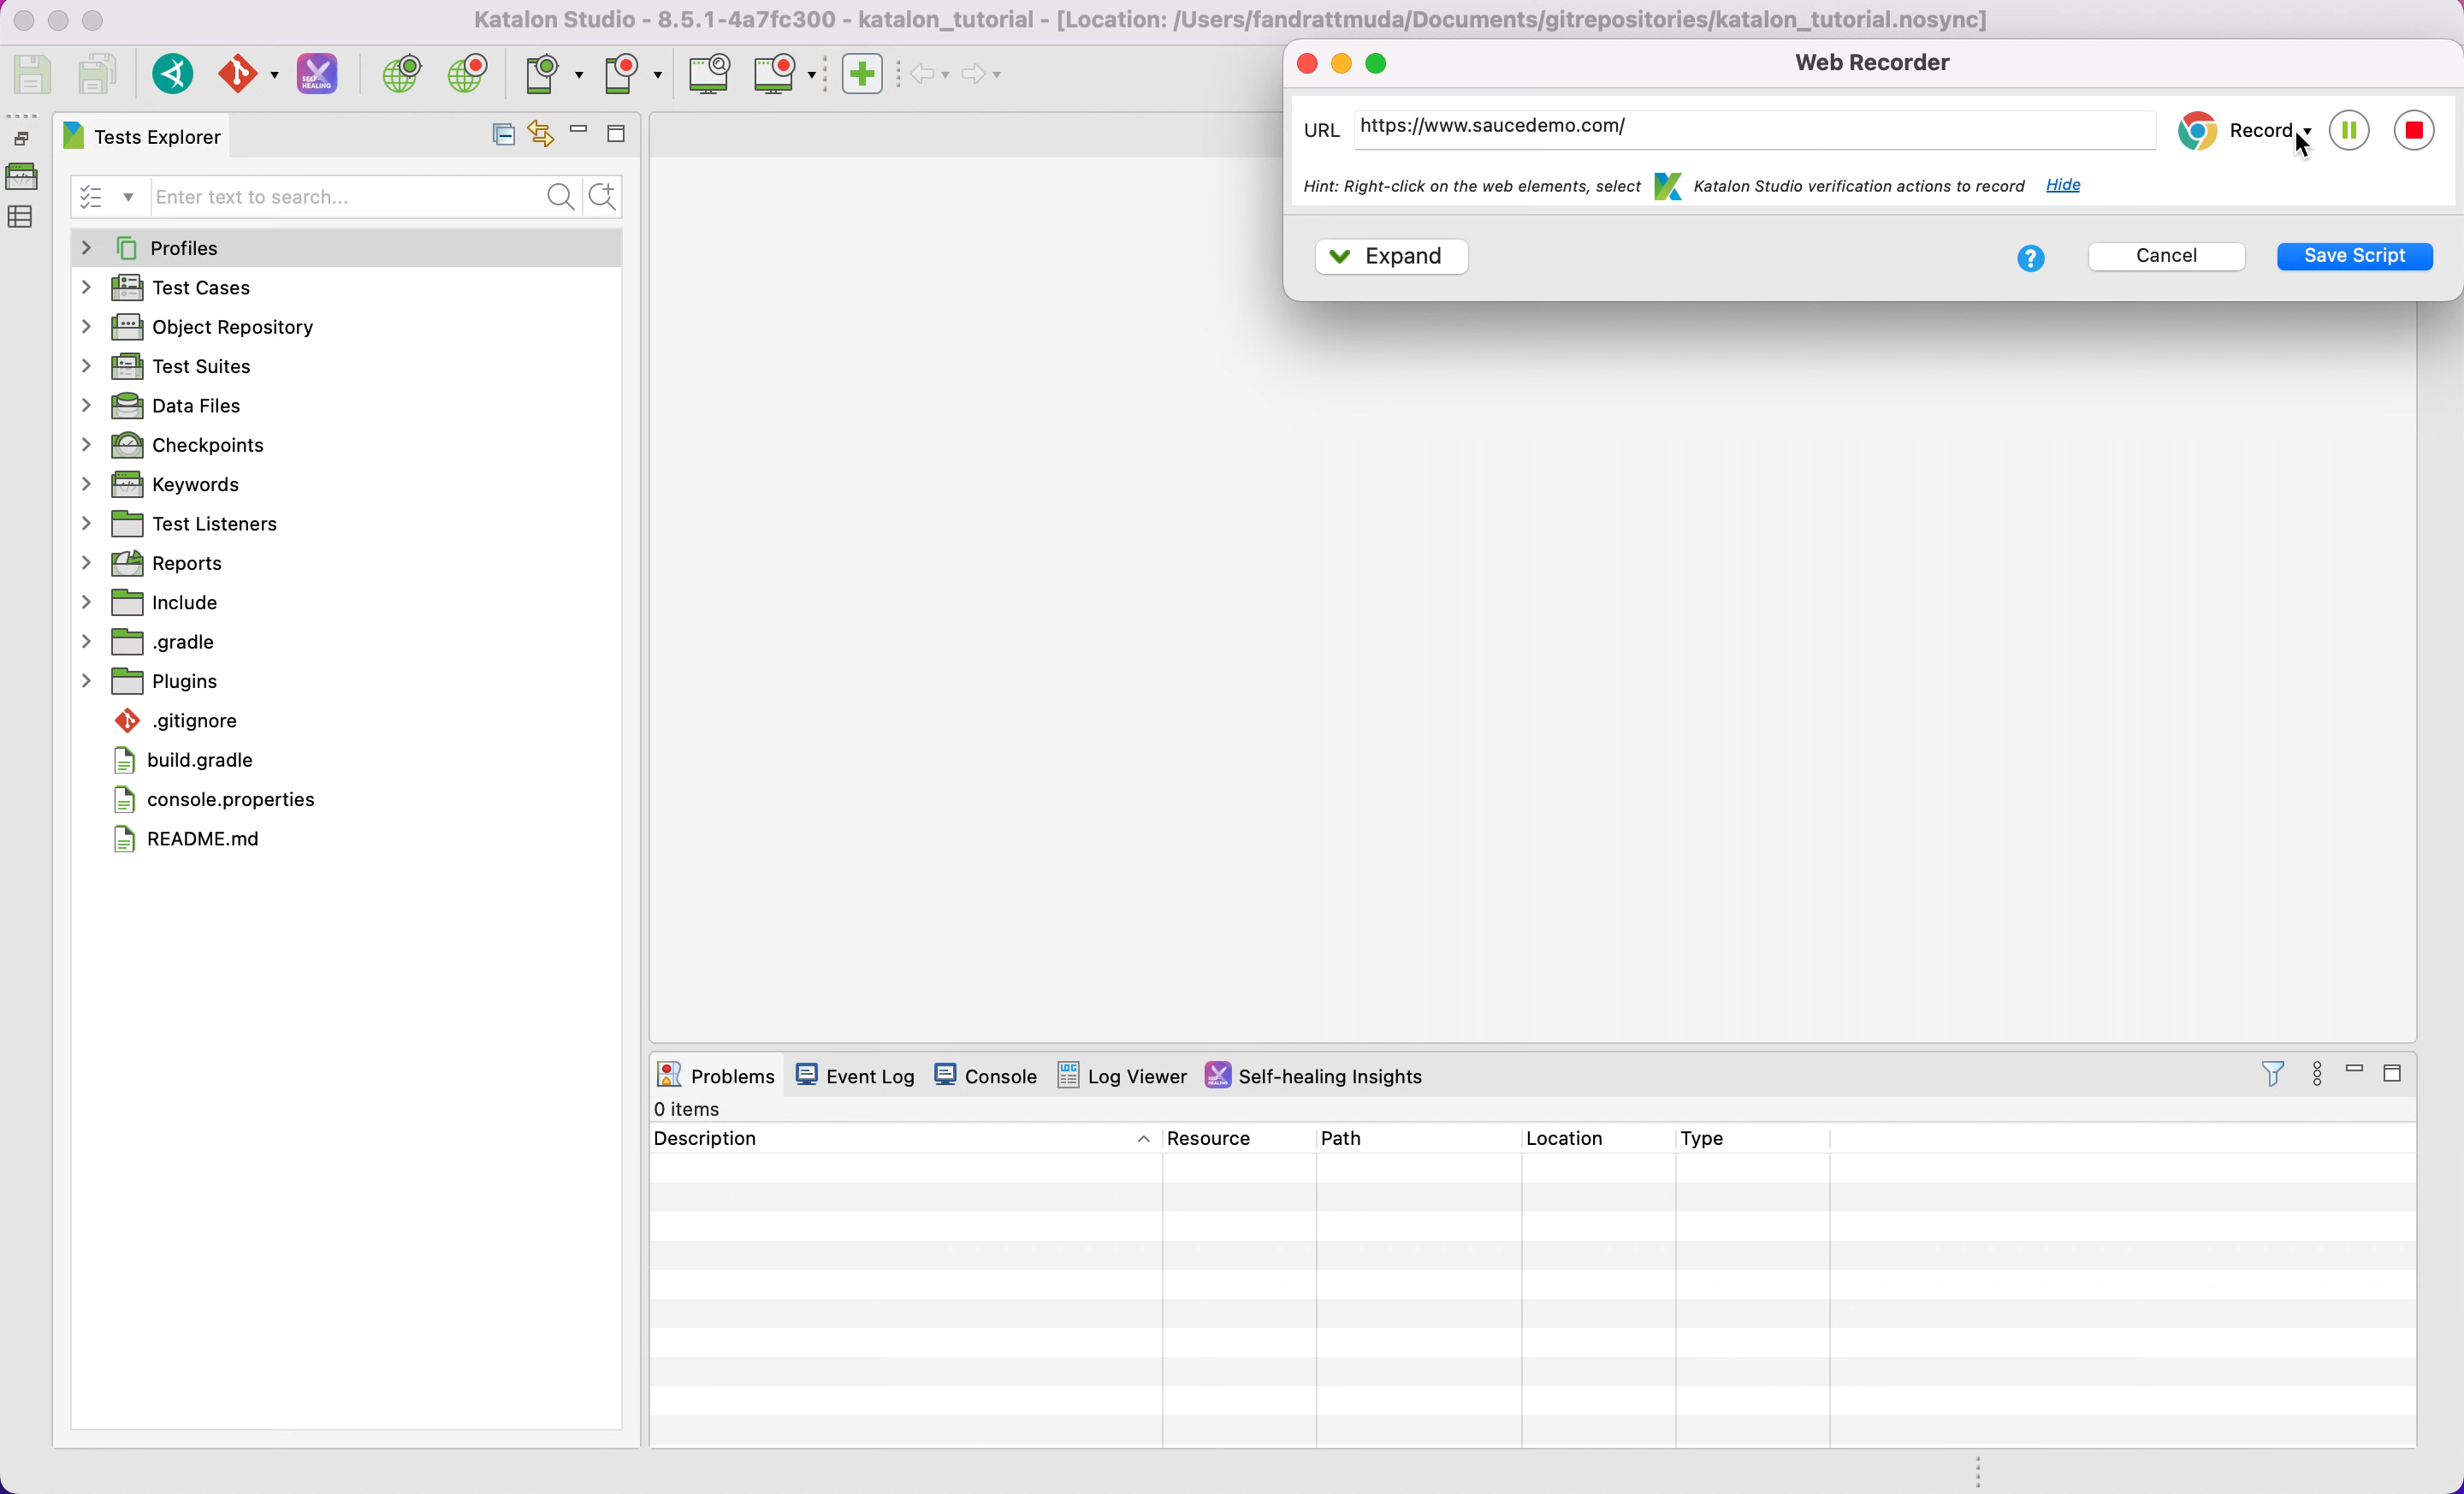 Katalon Studio - 8.5.1-4a7fc300 - katalon_tutorial - [Location: /Users/fandrattmuda/Documents/gitrepositories/katalon_tutorial.nosync]
SELF-HEALING
Web Recorder
URL https://www.saucedemo.com/ Record
Hint: Right-click on the web elements, select Katalon Studio verification actions to record Hide
Expand ? Cancel Save Script
Tests Explorer
Enter text to search...
Profiles
Test Cases
Object Repository
Test Suites
Data Files
Checkpoints
Keywords
Test Listeners
Reports
Include
.gradle
Plugins
.gitignore
build.gradle
console.properties
README.md
Problems Event Log Console LOG Log Viewer Self-healing Insights
0 items
Description Resource Path Location Type